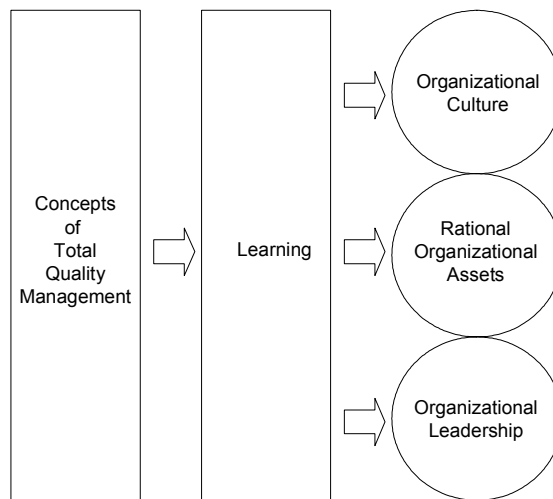 Concepts
of
Total
Quality
Management
Learning
Organizational
Culture
Rational
Organizational
Assets
Organizational
Leadership